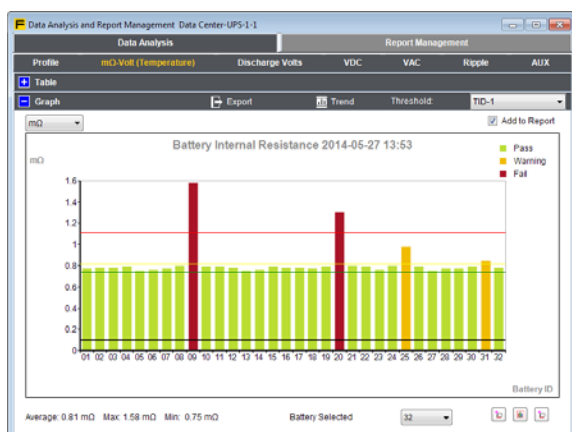 Data Analysis and Report Management Data Center-UPS-1-1
Data Analysis Report Management
Profile mΩ-Volt (Temperature) Discharge Volts VDC VAC Ripple AUX
Table
Graph Export Trend Threshold: TID-1
mΩ Add to Report
Battery Internal Resistance 2014-05-27 13:53
mΩ
Pass
Warning
Fail
1.6
1.4
1.2
1
0.8
0.6
0.4
0.2
0
01 02 03 04 05 06 07 08 09 10 11 12 13 14 15 16 17 18 19 20 21 22 23 24 25 26 27 28 29 30 31 32
Battery ID
Average: 0.81 mΩ Max: 1.58 mΩ Min: 0.75 mΩ Battery Selected 32